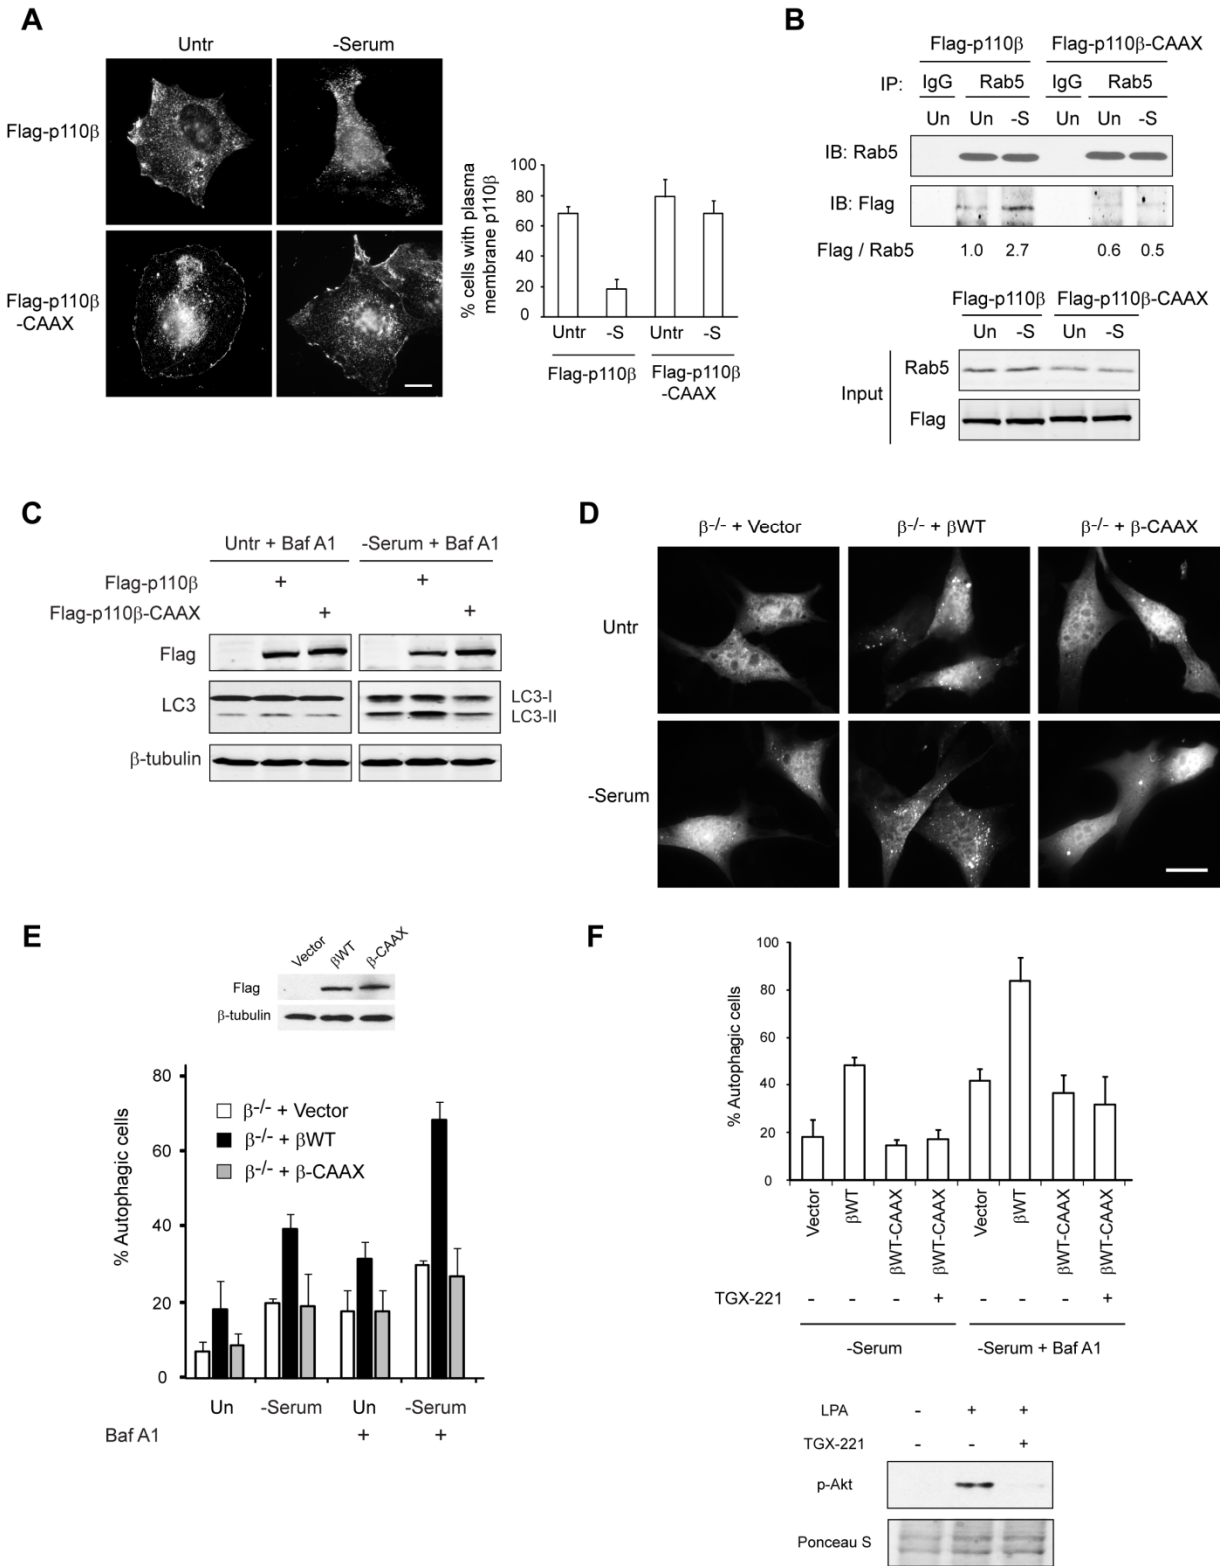 A
Untr
-Serum
Flag-p110β
Flag-p110β
-CAAX
% cells with plasma
membrane p110β
100
80
60
40
20
0
Untr -S Untr -S
Flag-p110β Flag-p110β
-CAAX
B
Flag-p110β Flag-p110β-CAAX
IP: IgG Rab5 IgG Rab5
Un Un -S Un Un -S
IB: Rab5
IB: Flag
Flag / Rab5 1.0 2.7 0.6 0.5
Flag-p110β Flag-p110β-CAAX
Un -S Un -S
Rab5
Input
Flag
C
Untr + Baf A1 -Serum + Baf A1
Flag-p110β + +
Flag-p110β-CAAX + +
Flag
LC3 LC3-I
LC3-II
β-tubulin
D
β-/- + Vector β-/- + βWT β-/- + β-CAAX
Untr
-Serum
E
Vector βWT β-CAAX
Flag
β-tubulin
% Autophagic cells
80
60
40
20
0
β-/- + Vector
β-/- + βWT
β-/- + β-CAAX
Un -Serum Un -Serum
Baf A1 + +
F
% Autophagic cells
100
80
60
40
20
0
Vector βWT βWT-CAAX βWT-CAAX Vector βWT βWT-CAAX βWT-CAAX
TGX-221 - - - + - - - +
-Serum -Serum + Baf A1
LPA - + +
TGX-221 - - +
p-Akt
Ponceau S